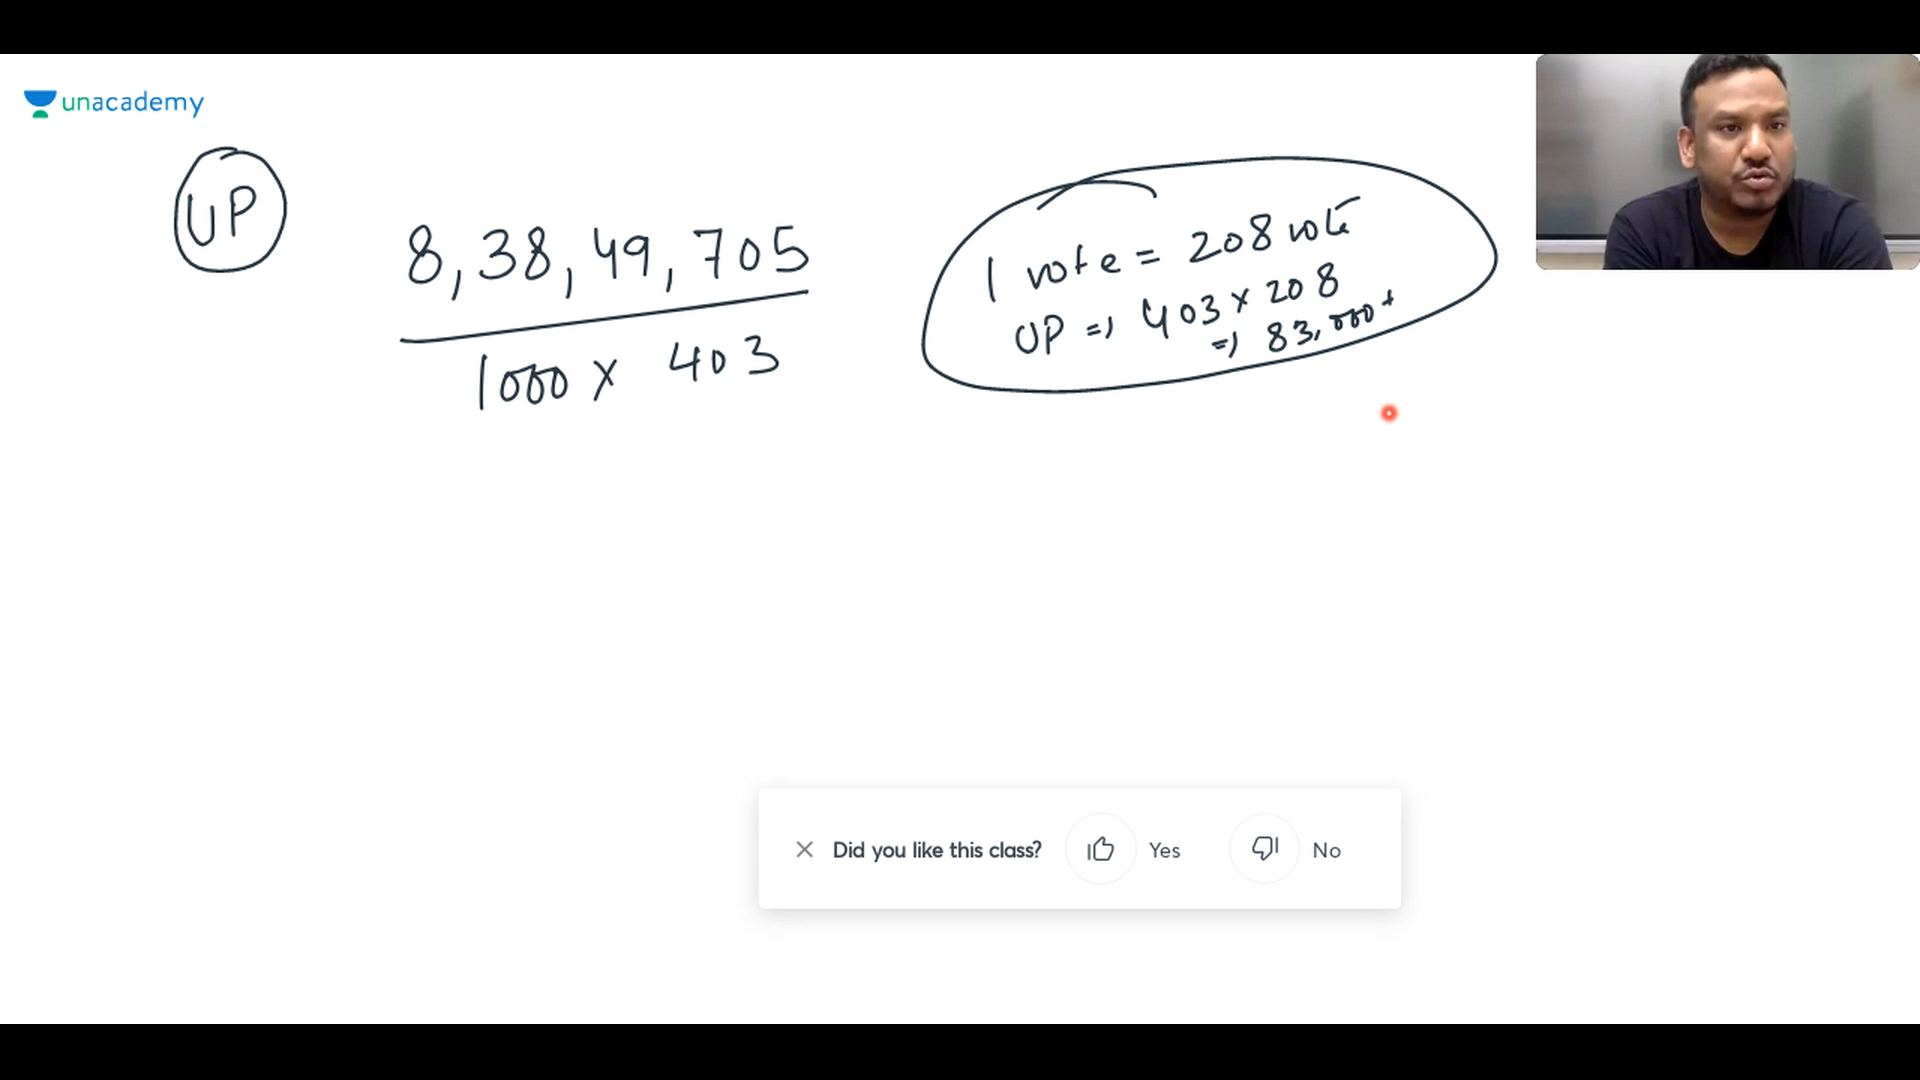 unacademy
UP
8,38,49,705
1000 x 403
1 vote = 208 vote
UP => 403 x 208
=> 83,000+
Did you like this class?
Yes
No